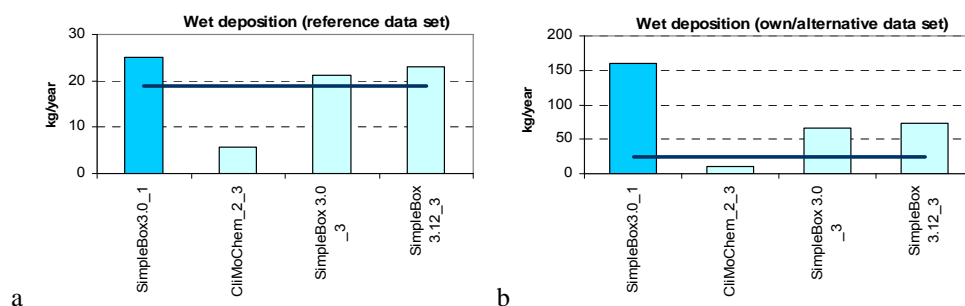 Wet deposition (reference data set)
30
20
10
0
kg/year
SimpleBox3.0_1
CliMoChem_2_3
SimpleBox 3.0
_3
SimpleBox
3.12_3
a
Wet deposition (own/alternative data set)
200
150
100
50
0
kg/year
SimpleBox3.0_1
CliMoChem_2_3
SimpleBox 3.0
_3
SimpleBox
3.12_3
b